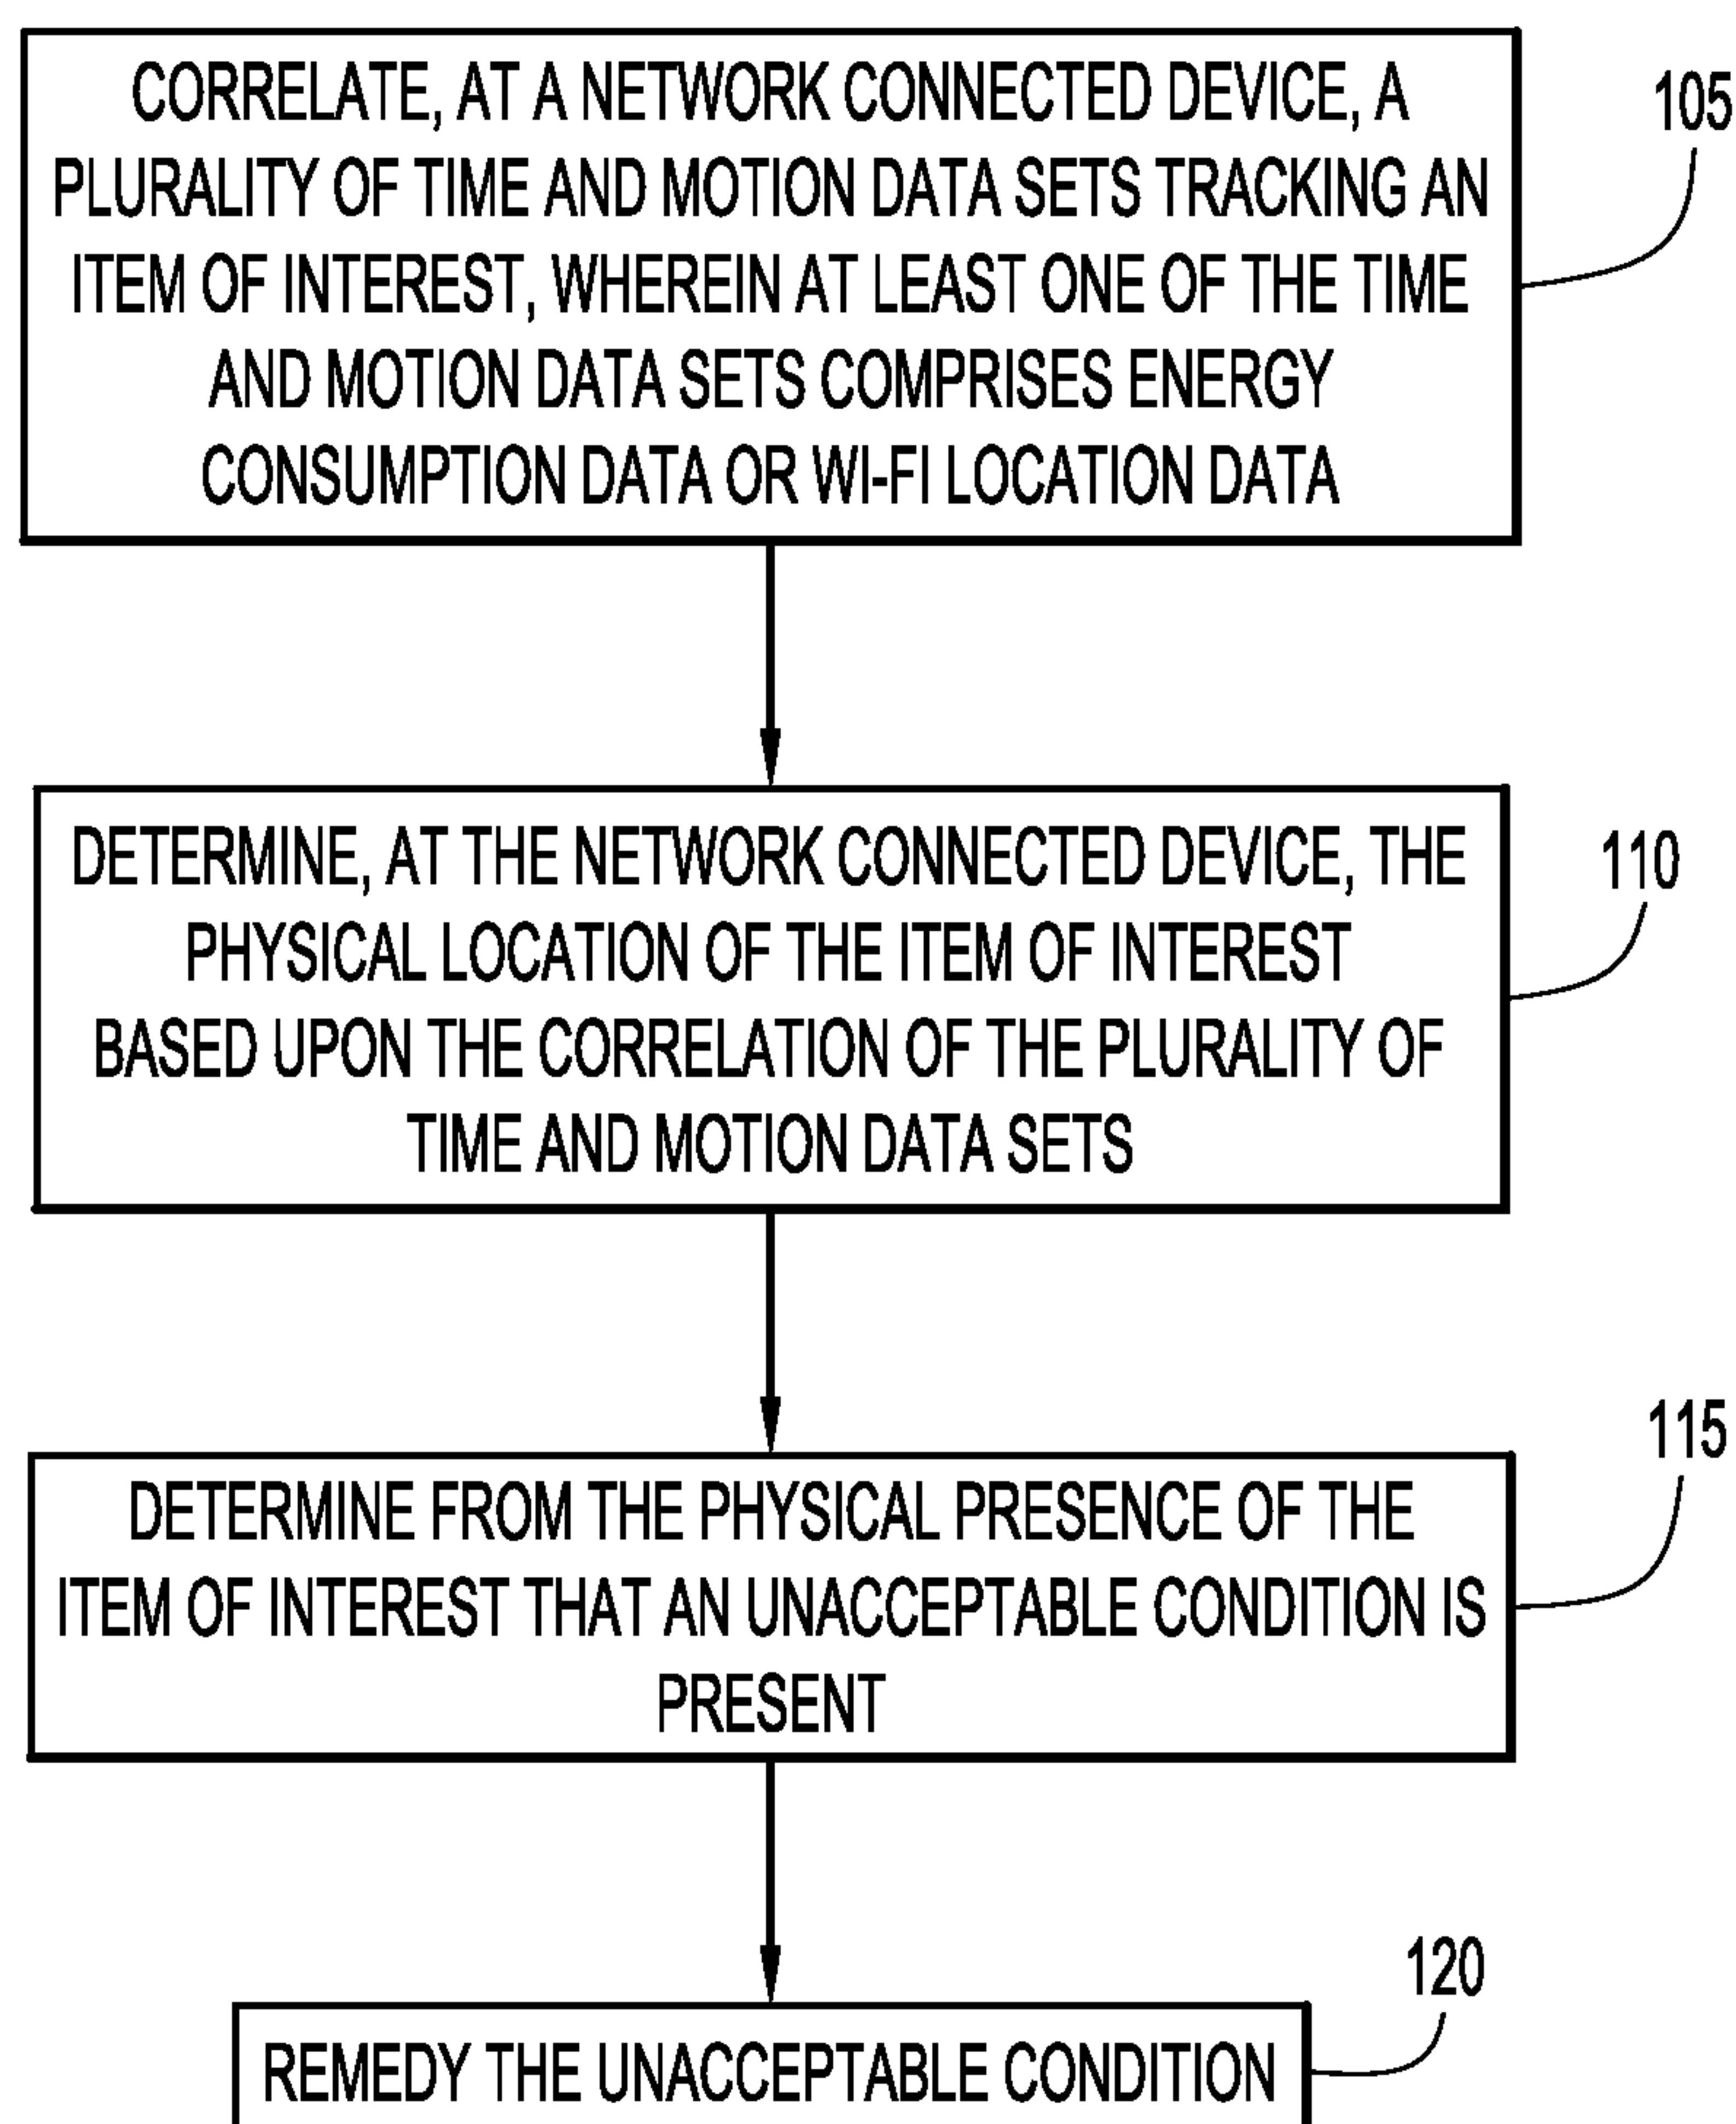 CORRELATE, AT A NETWORK CONNECTED DEVICE, A
PLURALITY OF TIME AND MOTION DATA SETS TRACKING AN
ITEM OF INTEREST, WHEREIN AT LEAST ONE OF THE TIME
AND MOTION DATA SETS COMPRISES ENERGY
CONSUMPTION DATA OR WI-FI LOCATION DATA
105
DETERMINE, AT THE NETWORK CONNECTED DEVICE, THE
PHYSICAL LOCATION OF THE ITEM OF INTEREST
BASED UPON THE CORRELATION OF THE PLURALITY OF
TIME AND MOTION DATA SETS
110
DETERMINE FROM THE PHYSICAL PRESENCE OF THE
ITEM OF INTEREST THAT AN UNACCEPTABLE CONDITION IS
PRESENT
115
REMEDY THE UNACCEPTABLE CONDITION
120